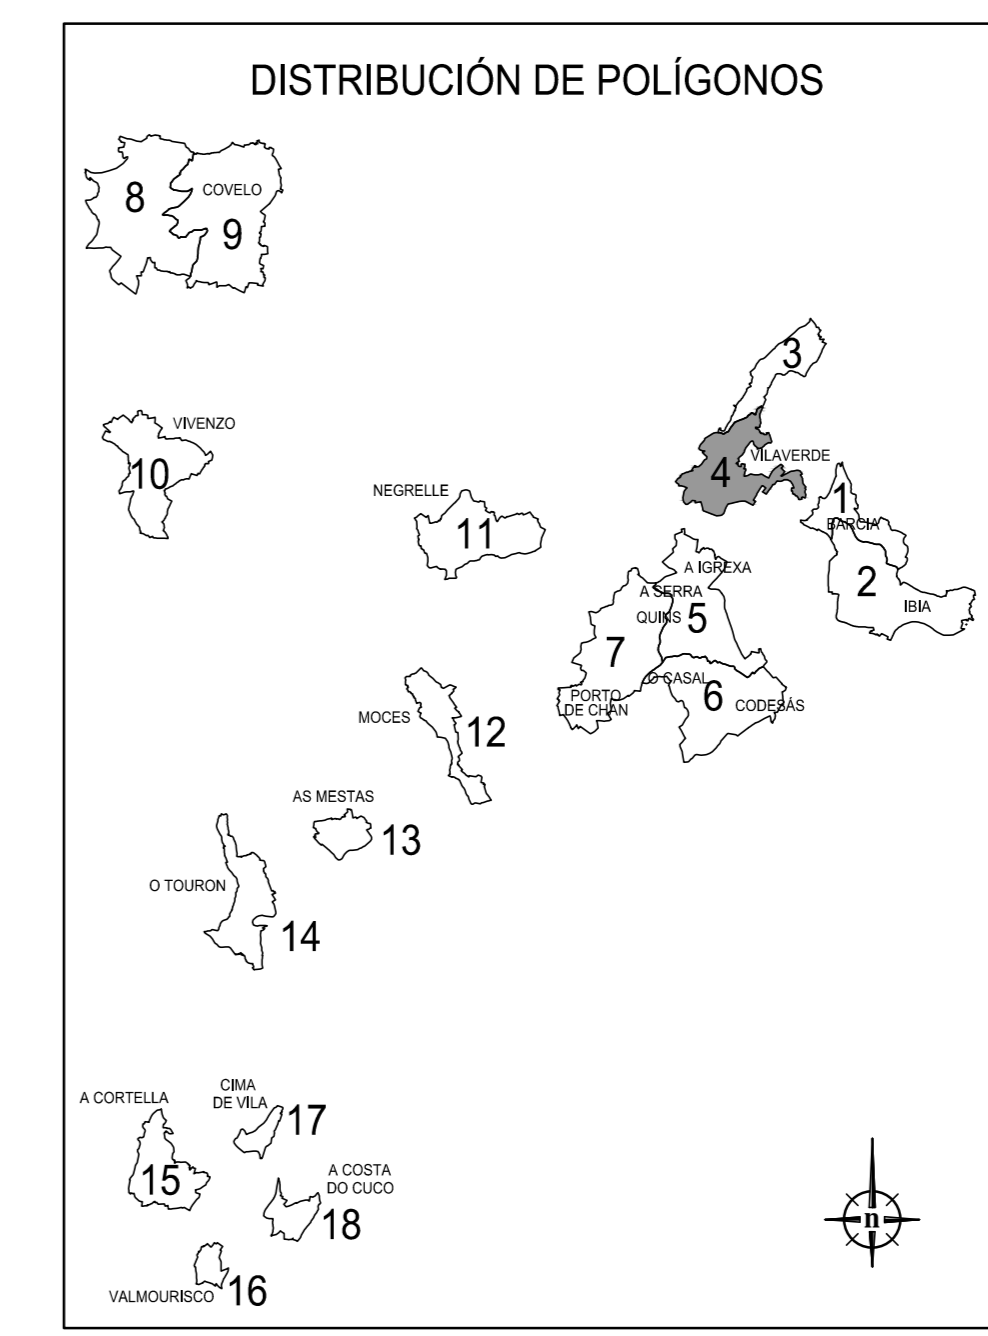 DISTRIBUCIÓN DE POLÍGONOS
8
COVELO
9
3
VIVENZO
10
4
VILAVERDE
NEGRELLE
11
1
BARCIA
2
IBIA
A IGREXA
A SERRA
QUINS
5
7
O CASAL
6
PORTO
DE CHAN
CODESÁS
MOCES
12
AS MESTAS
13
O TOURON
14
A CORTELLA
15
CIMA
DE VILA
17
A COSTA
DO CUCO
18
VALMOURISCO
16
n